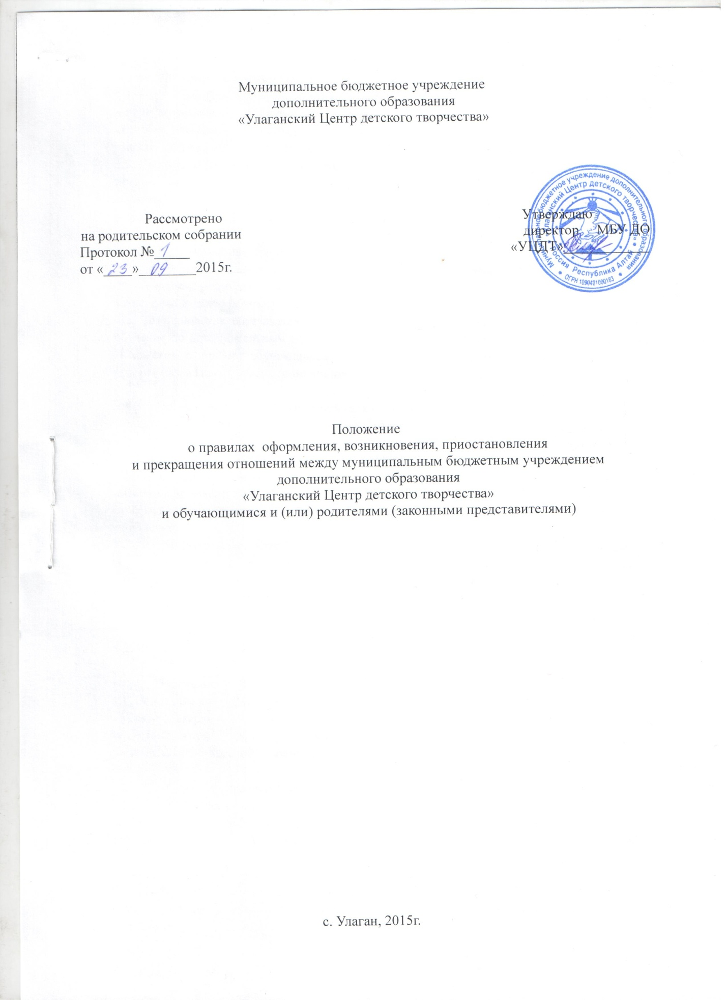 Муниципальное бюджетное учреждение
дополнительного образования
«Улаганский Центр детского творчества»
Рассмотрено
на родительском собрании
Протокол № 1
от «23» 09 2015г.
Утверждаю
директор МБУ ДО
«УЦДТ»
Муниципальное бюджетное учреждение дополнительного образования
«Улаганский Центр детского творчества»
Россия Республика Алтай
ОГРН 1090401000183
Положение
о правилах оформления, возникновения, приостановления
и прекращения отношений между муниципальным бюджетным учреждением
дополнительного образования
«Улаганский Центр детского творчества»
и обучающимися и (или) родителями (законными представителями)
с. Улаган, 2015г.